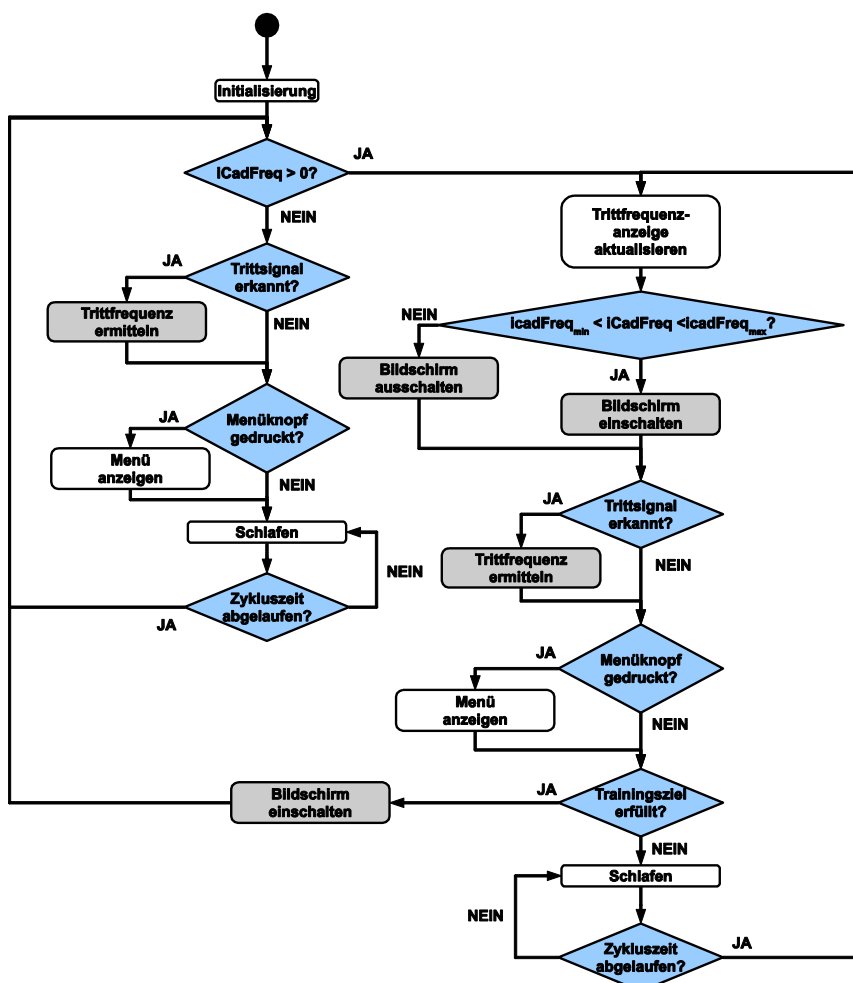 Initialisierung
iCadFreq > 0?
JA
NEIN
Trittsignal
erkannt?
JA
NEIN
Trittfrequenz
ermitteln
Menüknopf
gedruckt?
JA
NEIN
Menü
anzeigen
Schlafen
NEIN
Zykluszeit
abgelaufen?
JA
Trittfrequenz-
anzeige
aktualisieren
icadFreqmin < iCadFreq <icadFreqmax?
NEIN
JA
Bildschirm
ausschalten
Bildschirm
einschalten
Trittsignal
erkannt?
JA
NEIN
Trittfrequenz
ermitteln
Menüknopf
gedruckt?
JA
NEIN
Menü
anzeigen
Trainingsziel
erfüllt?
JA
NEIN
Bildschirm
einschalten
Schlafen
NEIN
Zykluszeit
abgelaufen?
JA